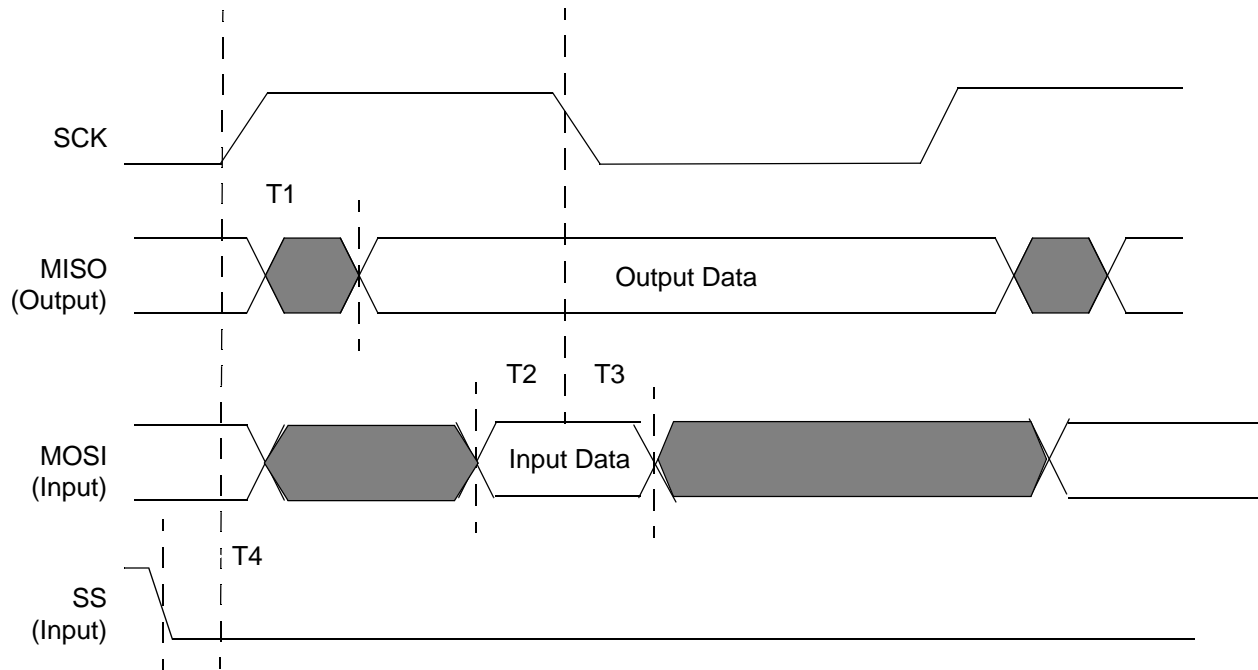 SCK
T1
MISO
(Output)
Output Data
T2
T3
MOSI
(Input)
Input Data
T4
SS
(Input)